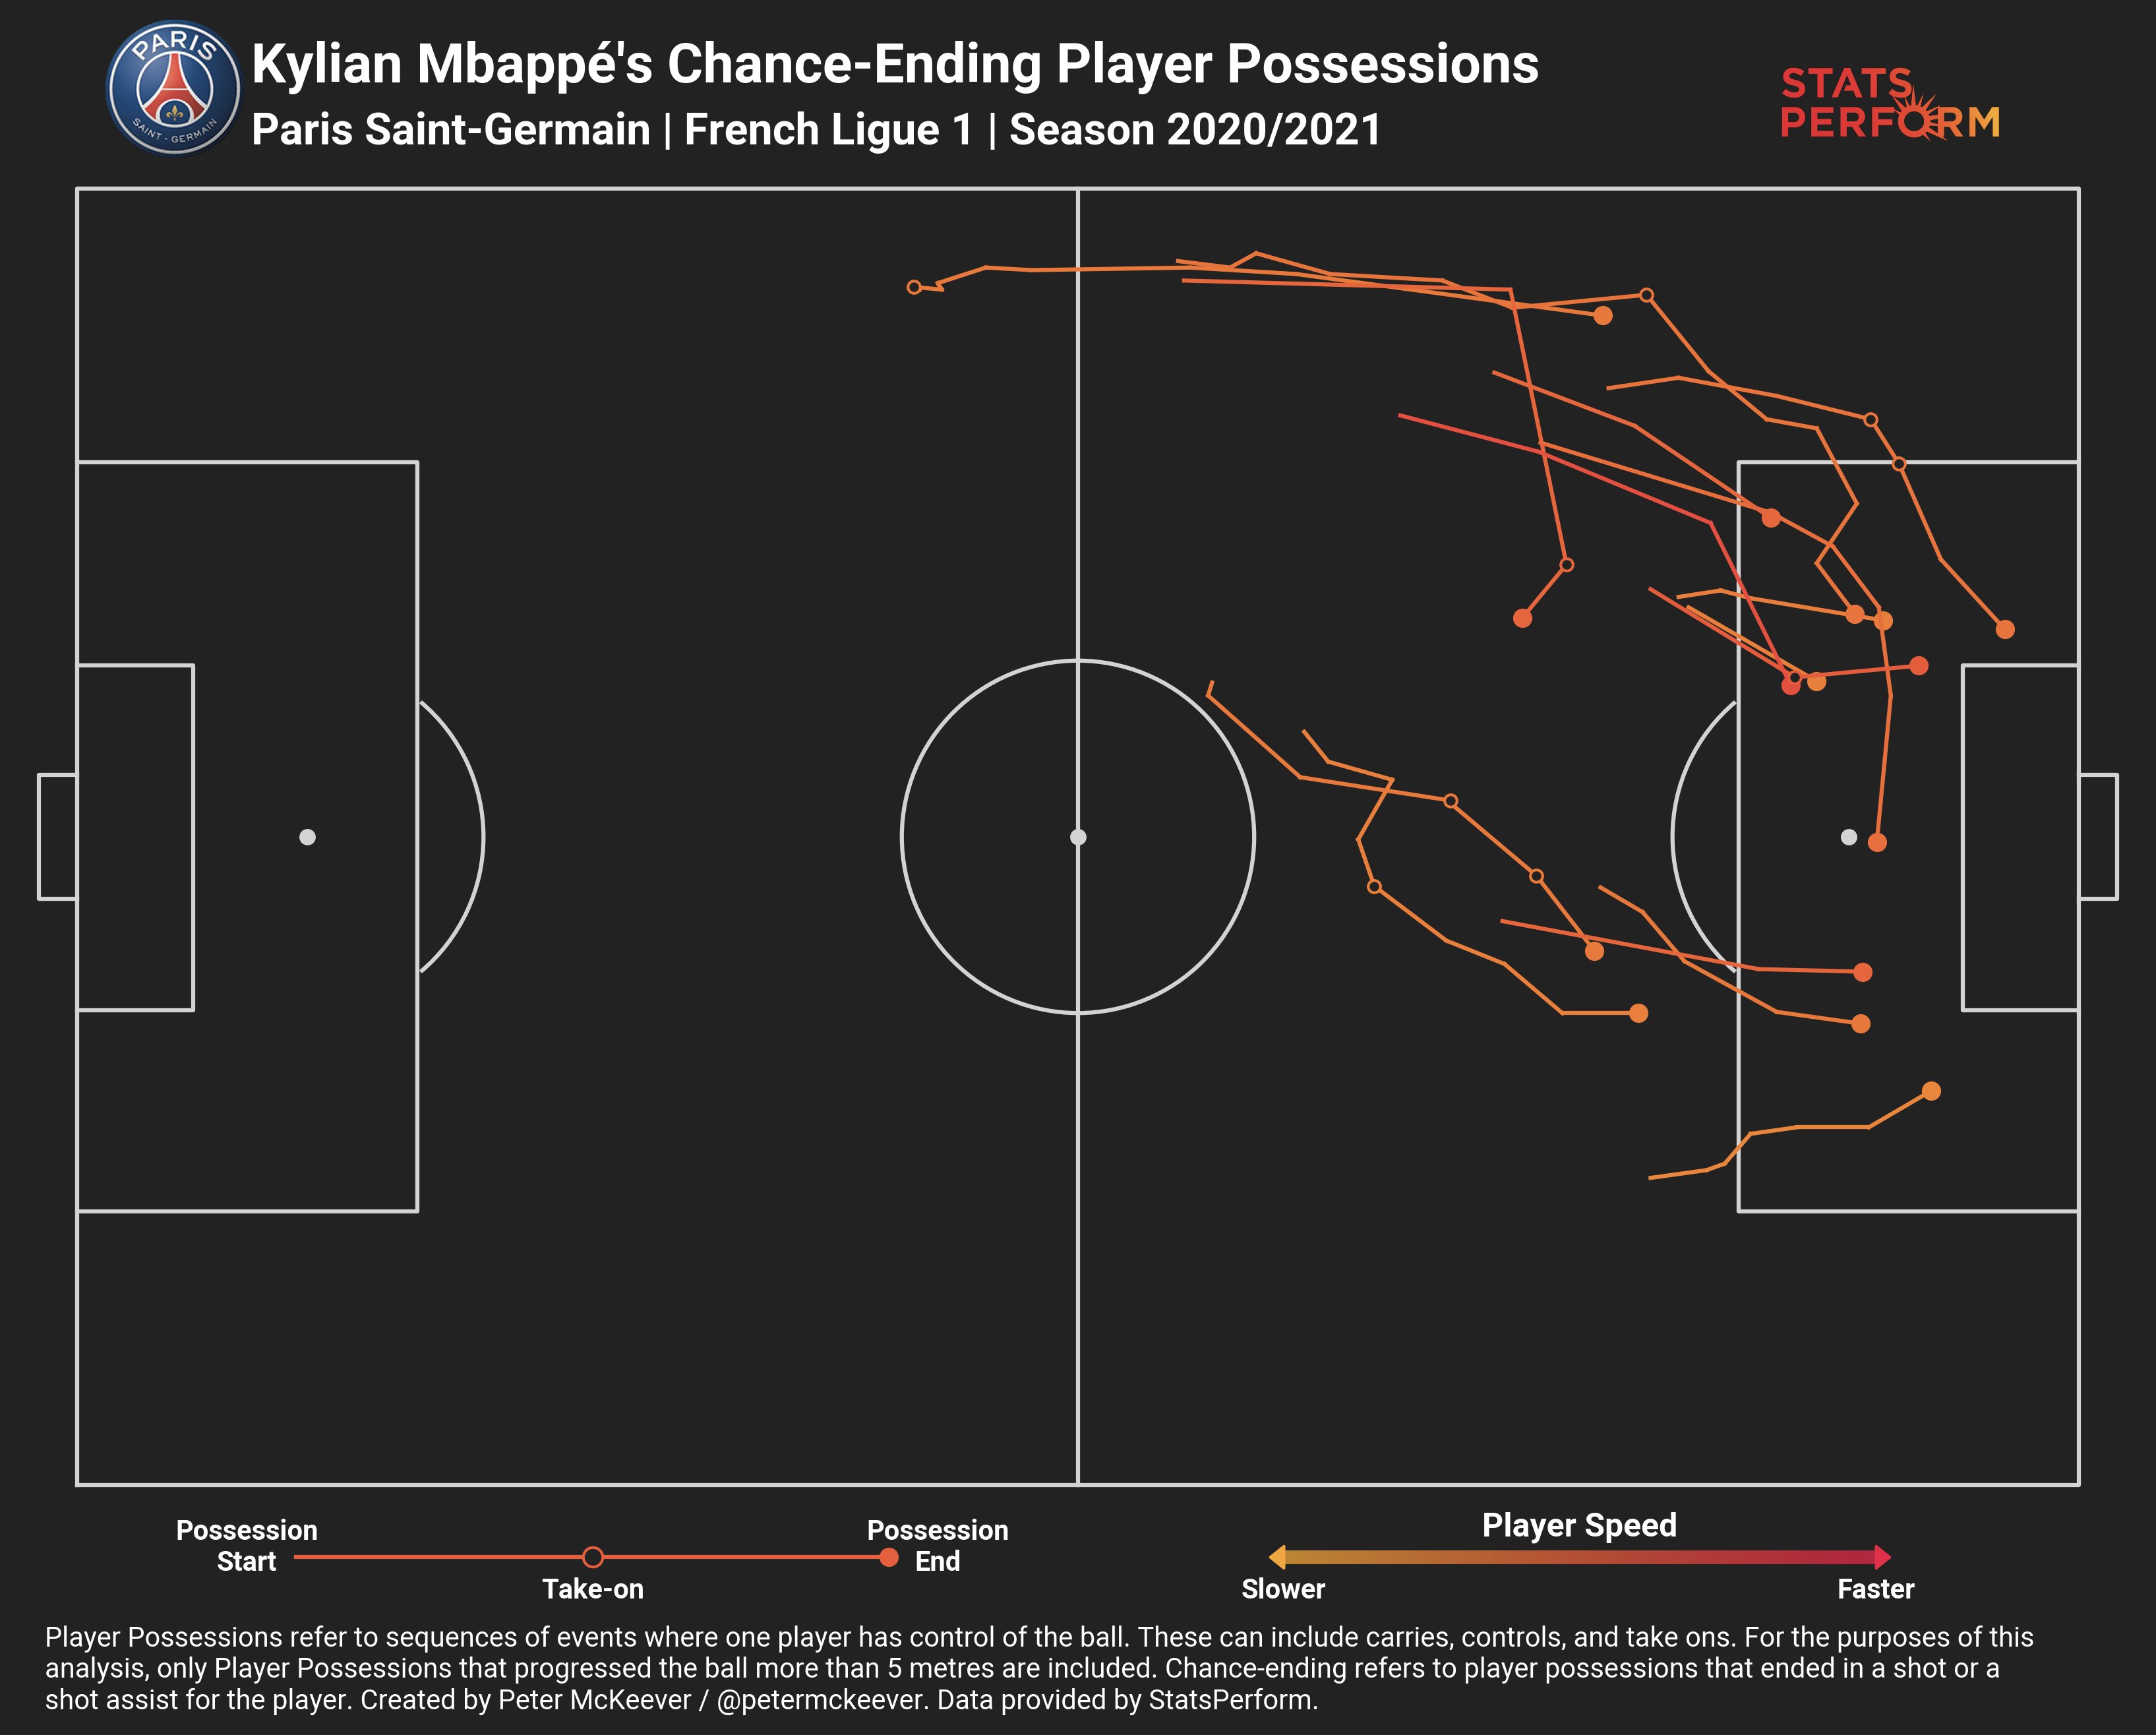 PARIS
SAINT-GERMAIN
Kylian Mbappé's Chance-Ending Player Possessions
Paris Saint-Germain | French Ligue 1 | Season 2020/2021
STATS
PERFORM
Possession
Start
Take-on
Possession
End
Player Speed
Slower
Faster
Player Possessions refer to sequences of events where one player has control of the ball. These can include carries, controls, and take ons. For the purposes of this
analysis, only Player Possessions that progressed the ball more than 5 metres are included. Chance-ending refers to player possessions that ended in a shot or a
shot assist for the player. Created by Peter McKeever / @petermckeever. Data provided by StatsPerform.